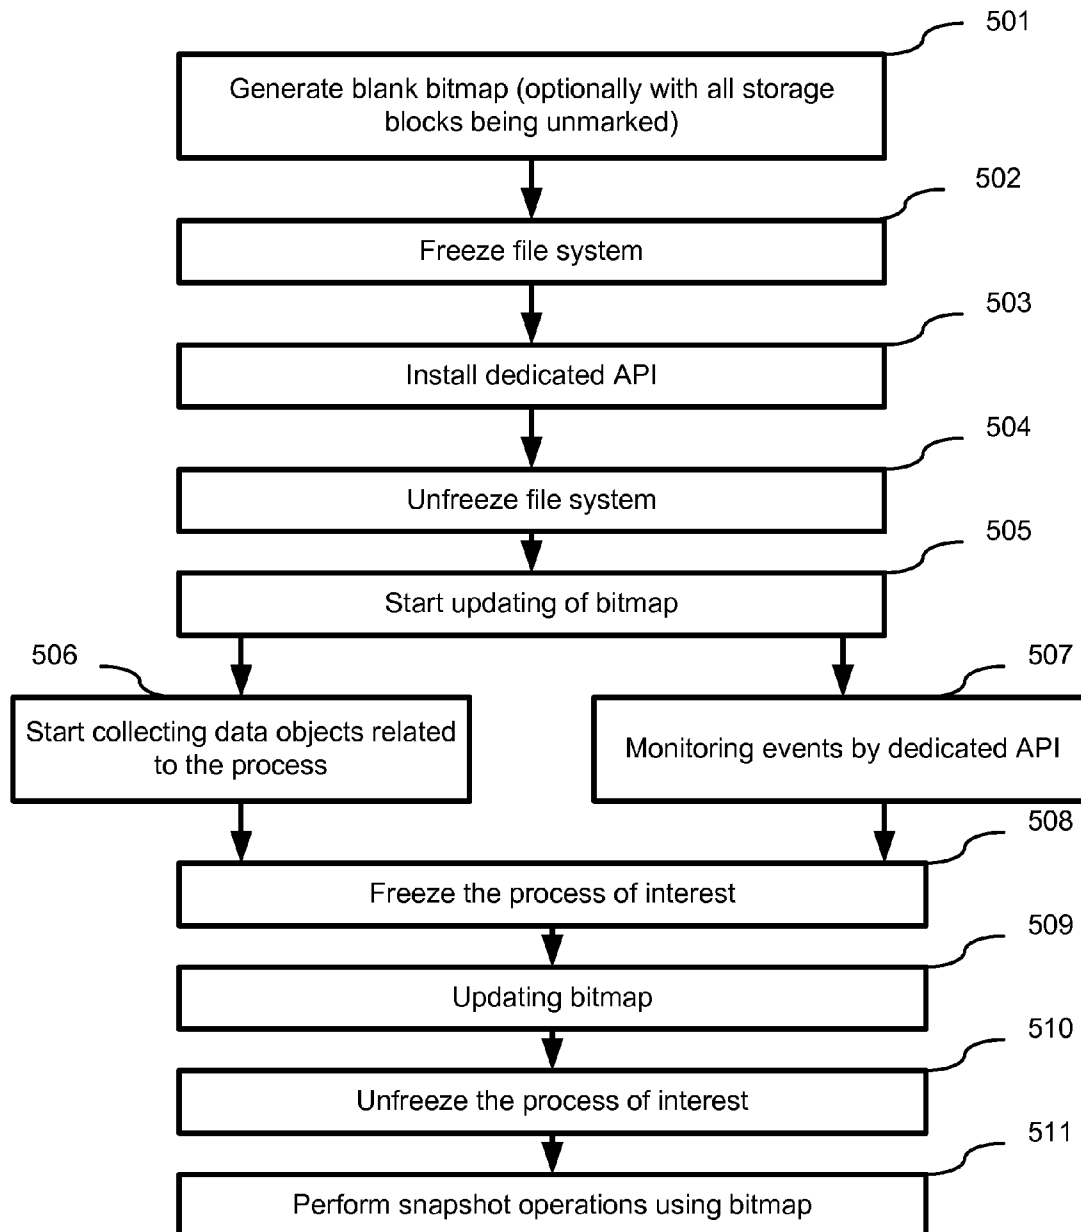 501
Generate blank bitmap (optionally with all storage
blocks being unmarked)
502
Freeze file system
503
Install dedicated API
504
Unfreeze file system
505
Start updating of bitmap
506
507
Start collecting data objects related
to the process
Monitoring events by dedicated API
508
Freeze the process of interest
509
Updating bitmap
510
Unfreeze the process of interest
511
Perform snapshot operations using bitmap